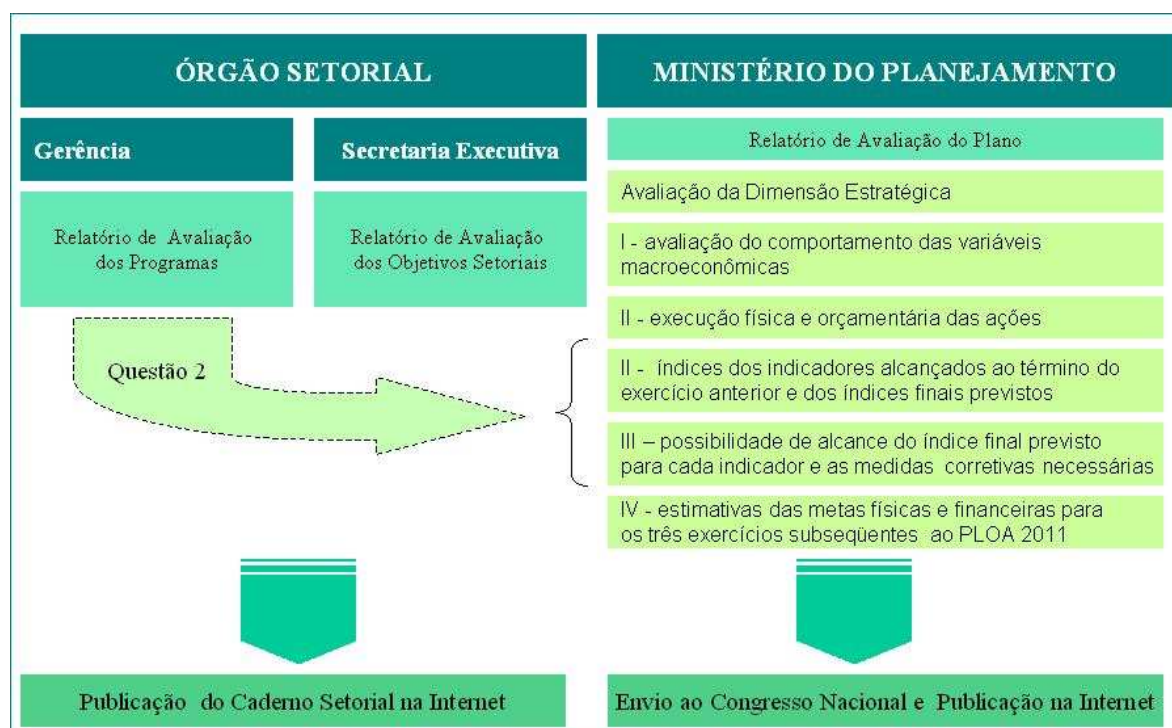 ÓRGÃO SETORIAL
Gerência
Secretaria Executiva
Relatório de Avaliação
dos Programas
Relatório de Avaliação
dos Objetivos Setoriais
Questão 2
Publicação do Caderno Setorial na Internet
MINISTÉRIO DO PLANEJAMENTO
Relatório de Avaliação do Plano
Avaliação da Dimensão Estratégica
I - avaliação do comportamento das variáveis
macroeconômicas
II - execução física e orçamentária das ações
II - índices dos indicadores alcançados ao término do
exercício anterior e dos índices finais previstos
III – possibilidade de alcance do índice final previsto
para cada indicador e as medidas corretivas necessárias
IV - estimativas das metas físicas e financeiras para
os três exercícios subseqüentes ao PLOA 2011
Envio ao Congresso Nacional e Publicação na Internet